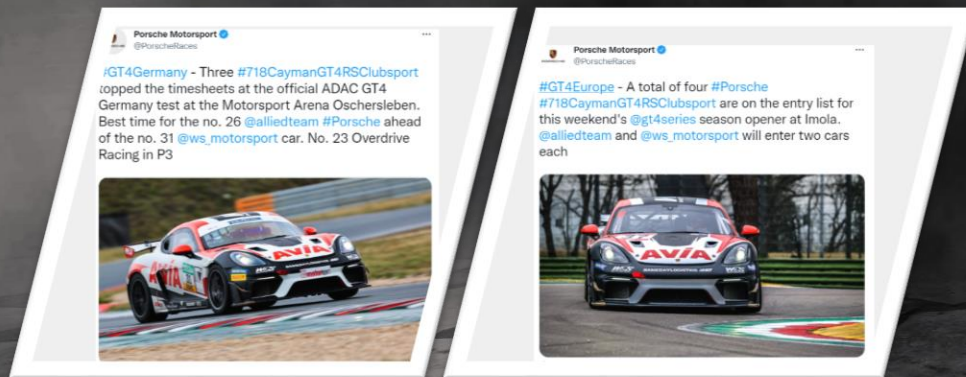 Porsche Motorsport
@PorscheRaces
#GT4Germany - Three #718CaymanGT4RSClubsport
topped the timesheets at the official ADAC GT4
Germany test at the Motorsport Arena Oschersleben.
Best time for the no. 26 @alliedteam #Porsche ahead
of the no. 31 @ws_motorsport car. No. 23 Overdrive
Racing in P3
AVIA
Porsche Motorsport
@PorscheRaces
#GT4Europe - A total of four #Porsche
#718CaymanGT4RSClubsport are on the entry list for
this weekend's @gt4series season opener at Imola.
@alliedteam and @ws_motorsport will enter two cars
each
AVIA